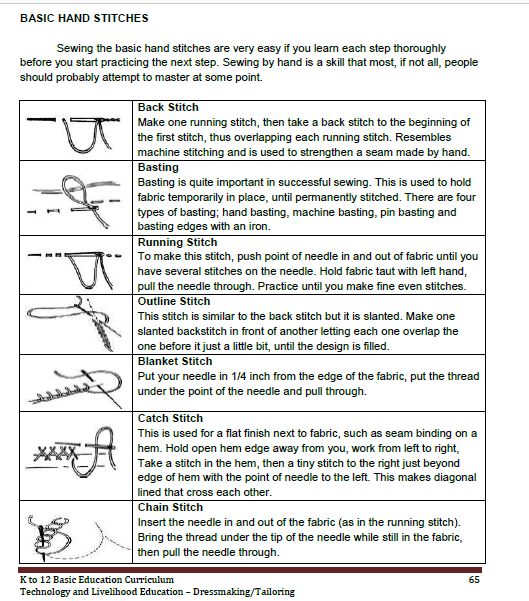 BASIC HAND STITCHES
Sewing the basic hand stitches are very easy if you learn each step thoroughly
before you start practicing the next step. Sewing by hand is a skill that most, if not all, people
should probably attempt to master at some point.
Back Stitch
Make one running stitch, then take a back stitch to the beginning of
the first stitch, thus overlapping each running stitch. Resembles
machine stitching and is used to strengthen a seam made by hand.
Basting
Basting is quite important in successful sewing. This is used to hold
fabric temporarily in place, until permanently stitched. There are four
types of basting; hand basting, machine basting, pin basting and
basting edges with an iron.
Running Stitch
To make this stitch, push point of needle in and out of fabric until you
have several stitches on the needle. Hold fabric taut with left hand,
pull the needle through. Practice until you make fine even stitches.
Outline Stitch
This stitch is similar to the back stitch but it is slanted. Make one
slanted backstitch in front of another letting each one overlap the
one before it just a little bit, until the design is filled.
Blanket Stitch
Put your needle in 1/4 inch from the edge of the fabric, put the thread
under the point of the needle and pull through.
Catch Stitch
This is used for a flat finish next to fabric, such as seam binding on a
hem. Hold open hem edge away from you, work from left to right,
Take a stitch in the hem, then a tiny stitch to the right just beyond
edge of hem with the point of needle to the left. This makes diagonal
lined that cross each other.
Chain Stitch
Insert the needle in and out of the fabric (as in the running stitch).
Bring the thread under the tip of the needle while still in the fabric,
then pull the needle through.
K to 12 Basic Education Curriculum 65
Technology and Livelihood Education – Dressmaking/Tailoring